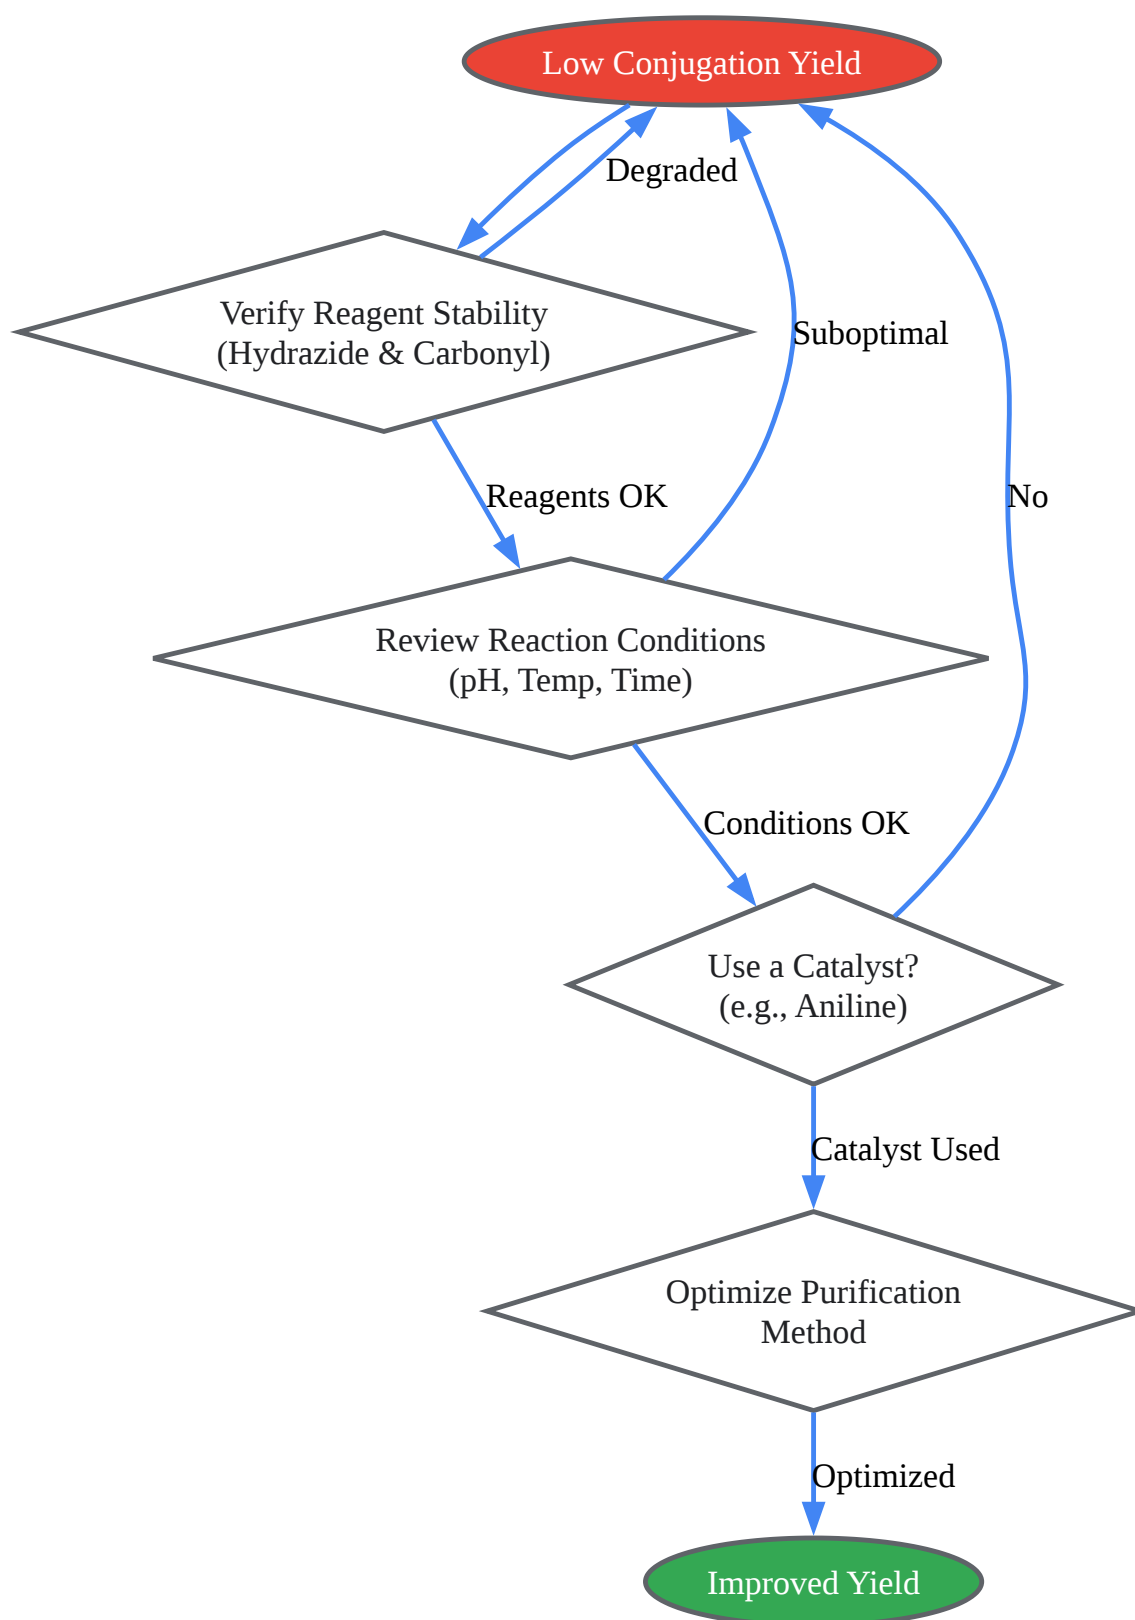 Low Conjugation Yield
Degraded
Verify Reagent Stability
(Hydrazide & Carbonyl)
Suboptimal
Reagents OK
No
Review Reaction Conditions
(pH, Temp, Time)
Conditions OK
Use a Catalyst?
(e.g., Aniline)
Catalyst Used
Optimize Purification
Method
Optimized
Improved Yield